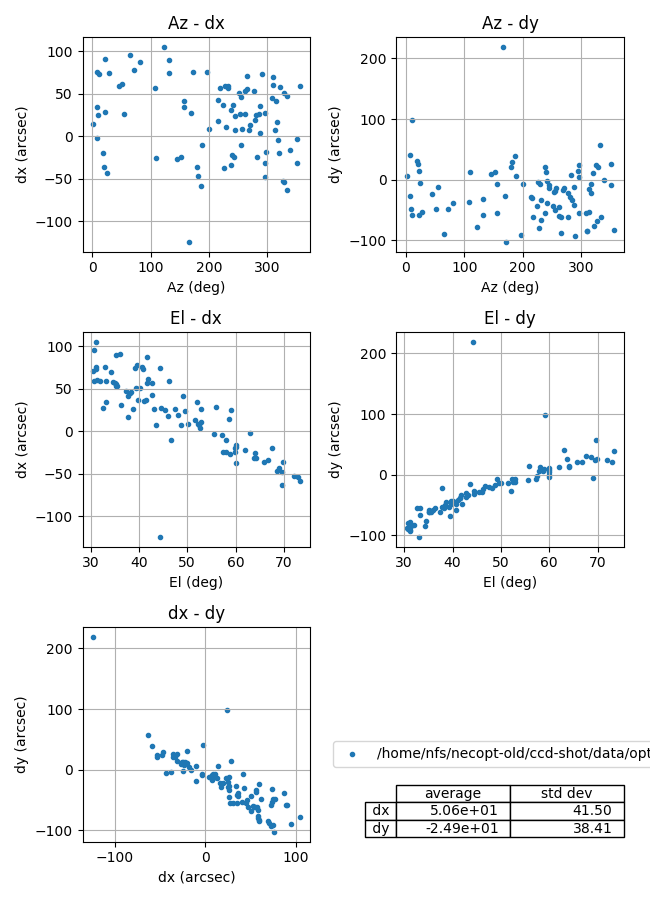 Az - dx
dx (arcsec)
100
50
0
−50
−100
0
100
200
300
Az (deg)
Az - dy
dy (arcsec)
200
100
0
−100
0
100
200
300
Az (deg)
El - dx
dx (arcsec)
100
50
0
−50
−100
30
40
50
60
70
El (deg)
El - dy
dy (arcsec)
200
100
0
−100
30
40
50
60
70
El (deg)
dx - dy
dy (arcsec)
200
100
0
−100
−100
0
100
dx (arcsec)
/home/nfs/necopt-old/ccd-shot/data/opt
average std dev
dx 5.06e+01 41.50
dy -2.49e+01 38.41